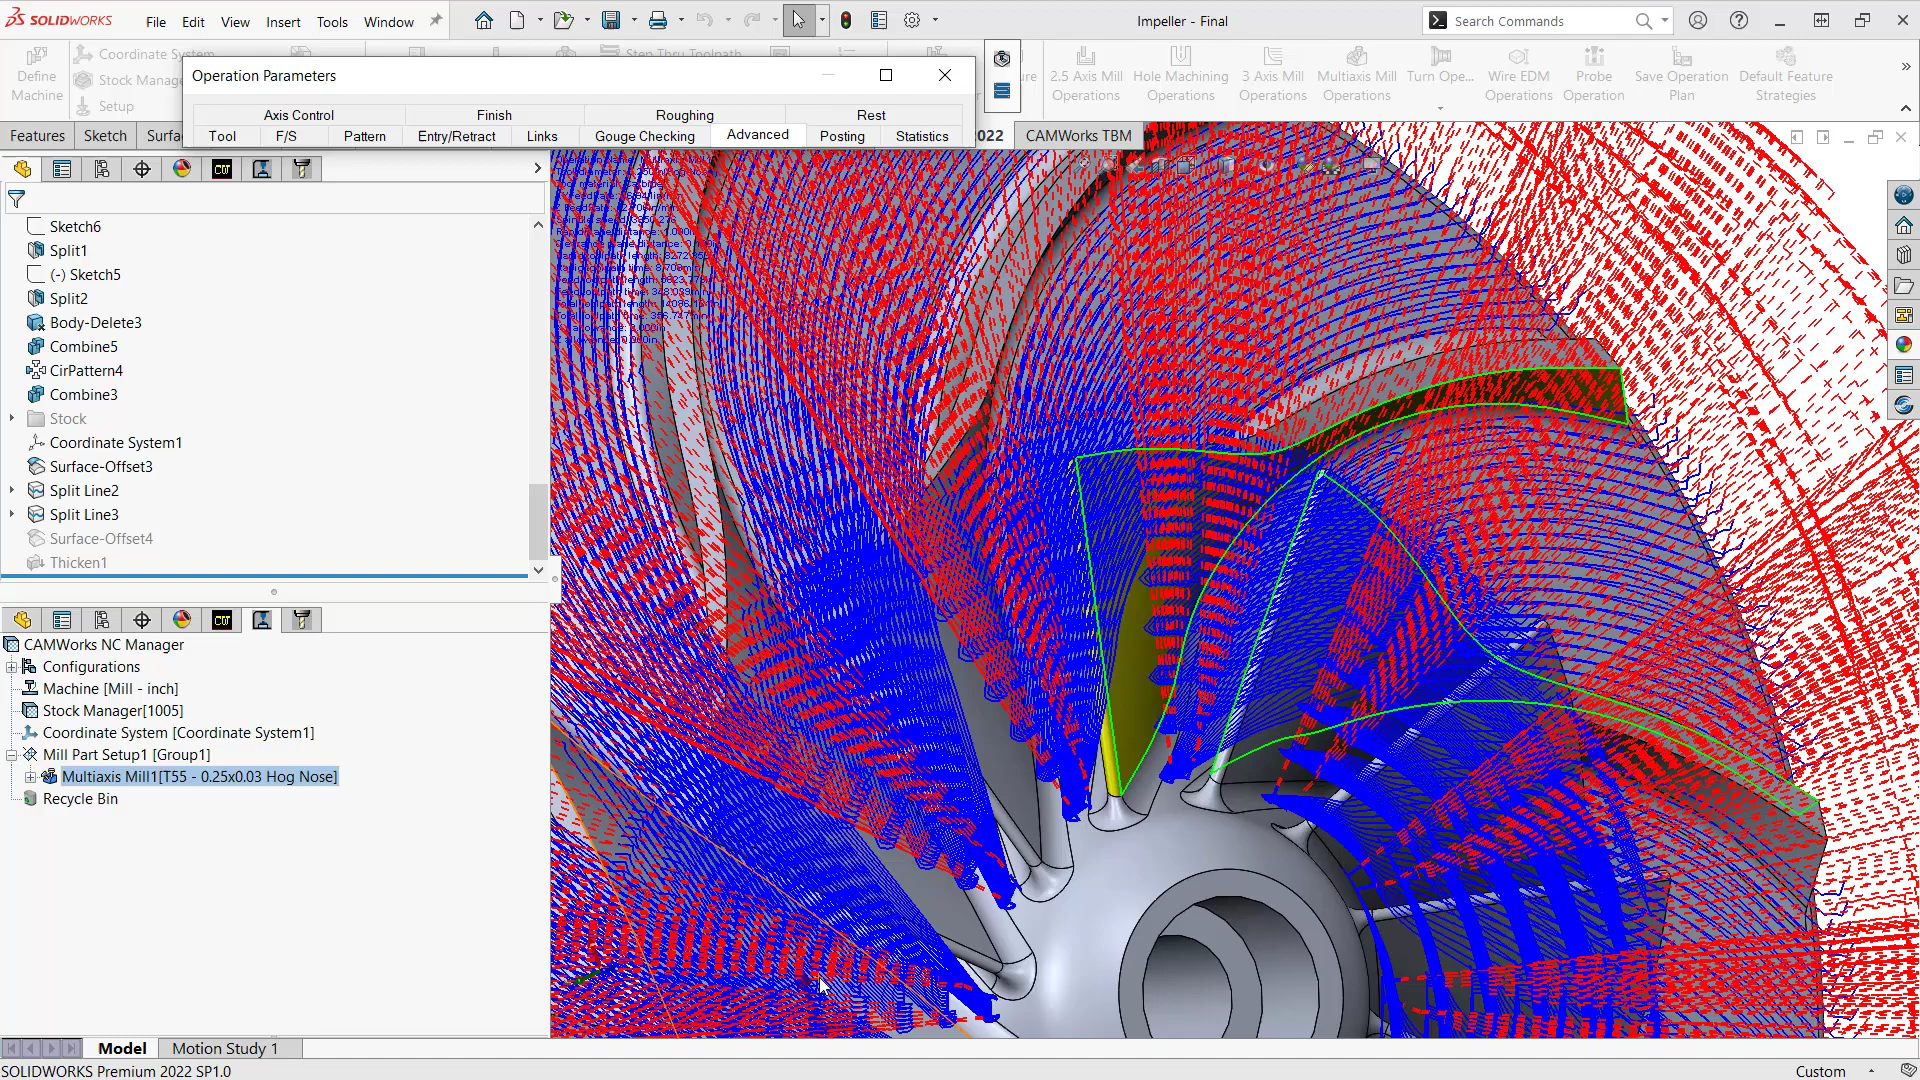 SOLIDWORKS File Edit View Insert Tools Window Impeller - Final Search Commands
Define Machine
Coordinate System
Setup
Step Thru Toolpath
2.5 Axis Mill Operations
Hole Machining Operations
3 Axis Mill Operations
Multiaxis Mill Operations
Turn Ope...
Wire EDM Operations
Probe Operation
Save Operation Plan
Default Feature Strategies
Operation Parameters
Axis Control Finish Roughing Rest
Tool F/S Pattern Entry/Retract Links Gouge Checking Advanced Posting Statistics
Features Sketch 2022 CAMWorks TBM
Sketch6
Split1
(-) Sketch5
Split2
Body-Delete3
Combine5
CirPattern4
Combine3
Stock
Coordinate System1
Surface-Offset3
Split Line2
Split Line3
Surface-Offset4
Thicken1
CAMWorks NC Manager
Configurations
Machine [Mill - inch]
Stock Manager[1005]
Coordinate System [Coordinate System1]
Mill Part Setup1 [Group1]
Multiaxis Mill1[T55 - 0.25x0.03 Hog Nose]
Recycle Bin
Model Motion Study 1
SOLIDWORKS Premium 2022 SP1.0 Custom